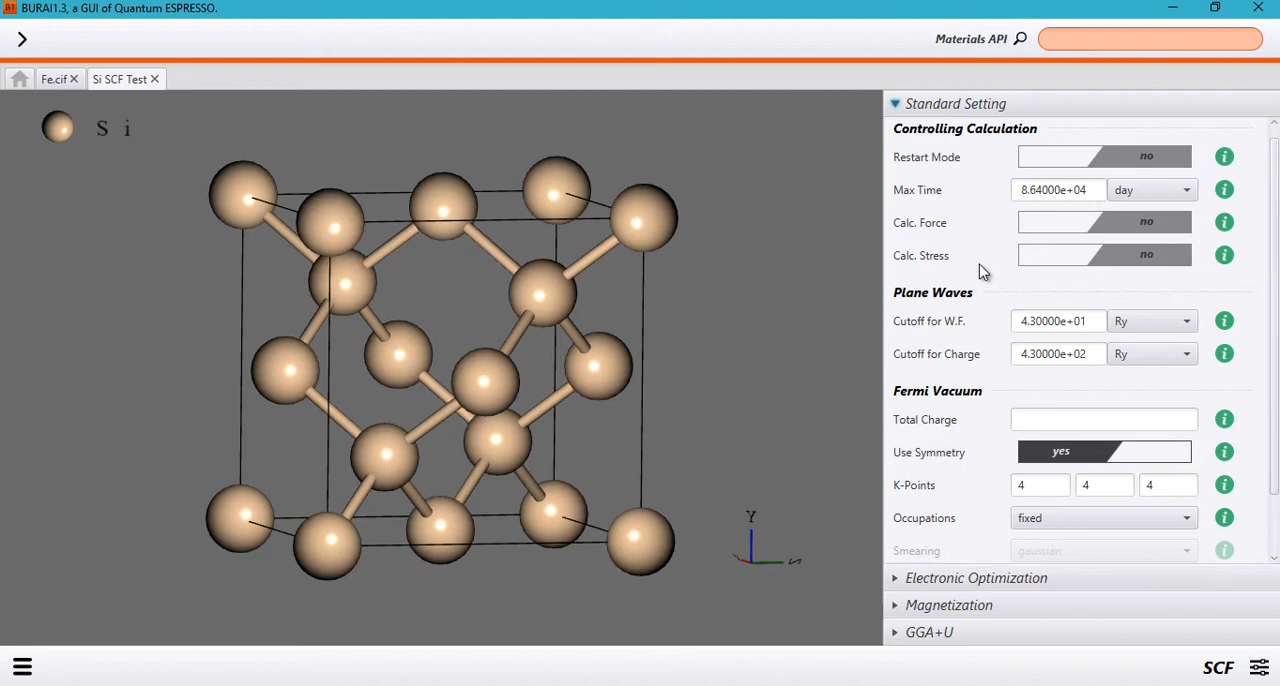 BURAI1.3, a GUI of Quantum ESPRESSO.
Materials API
Fe.cif
Si SCF Test
S i
Standard Setting
Controlling Calculation
Restart Mode no
Max Time 8.64000e+04 day
Calc. Force no
Calc. Stress no
Plane Waves
Cutoff for W.F. 4.30000e+01 Ry
Cutoff for Charge 4.30000e+02 Ry
Fermi Vacuum
Total Charge
Use Symmetry yes
K-Points 4 4 4
Occupations fixed
Smearing gaussian
Electronic Optimization
Magnetization
GGA+U
Y
SCF